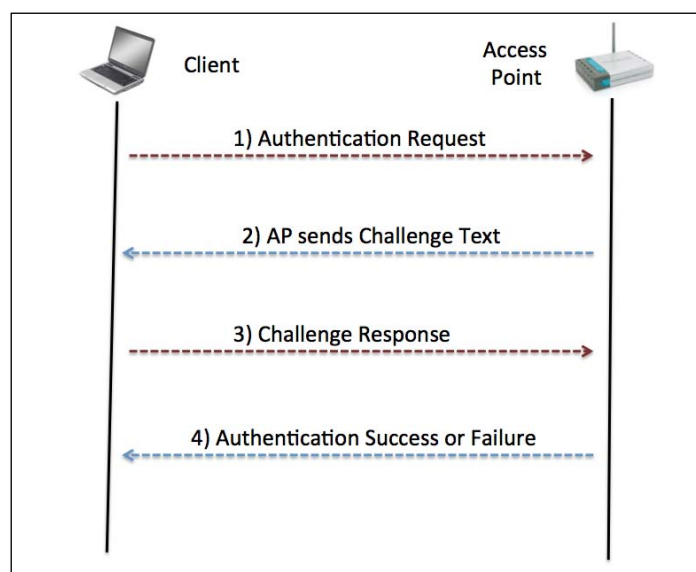 Client
Access
Point
1) Authentication Request
2) AP sends Challenge Text
3) Challenge Response
4) Authentication Success or Failure